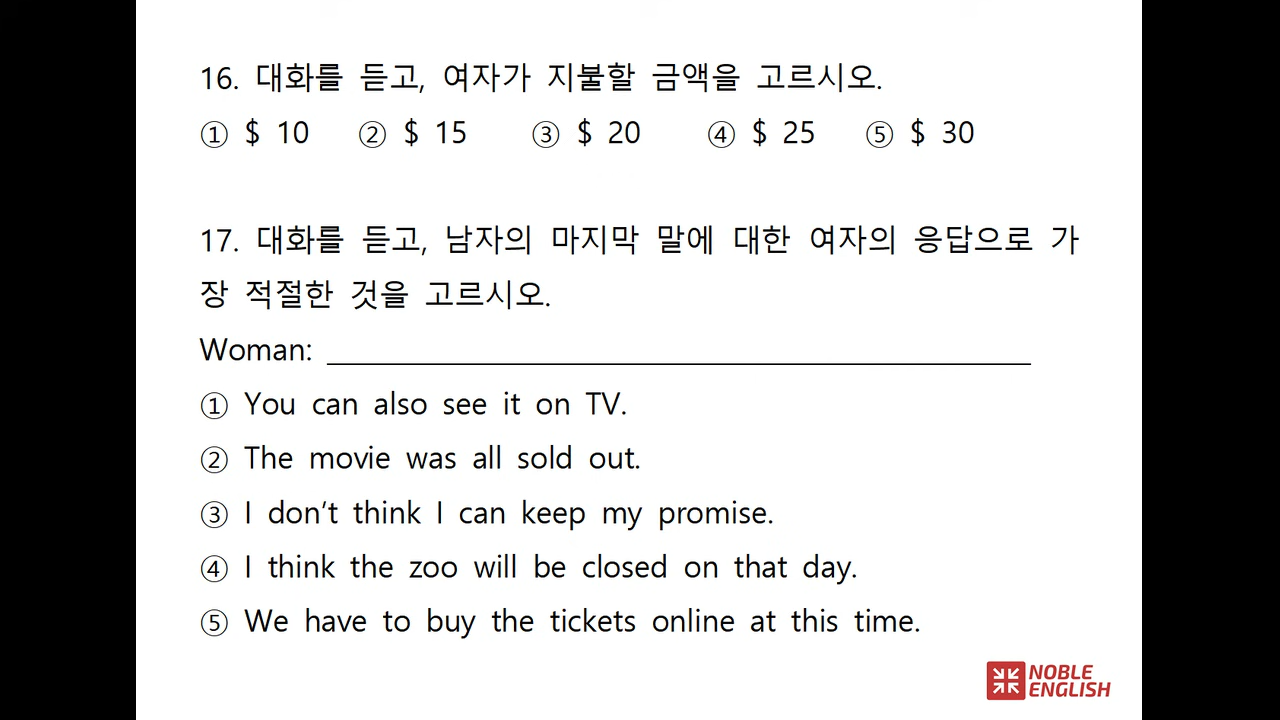 16. 대화를 듣고, 여자가 지불할 금액을 고르시오.
① $ 10 ② $ 15 ③ $ 20 ④ $ 25 ⑤ $ 30
17. 대화를 듣고, 남자의 마지막 말에 대한 여자의 응답으로 가
장 적절한 것을 고르시오.
Woman: ________________________________________
① You can also see it on TV.
② The movie was all sold out.
③ I don't think I can keep my promise.
④ I think the zoo will be closed on that day.
⑤ We have to buy the tickets online at this time.
NOBLE
ENGLISH